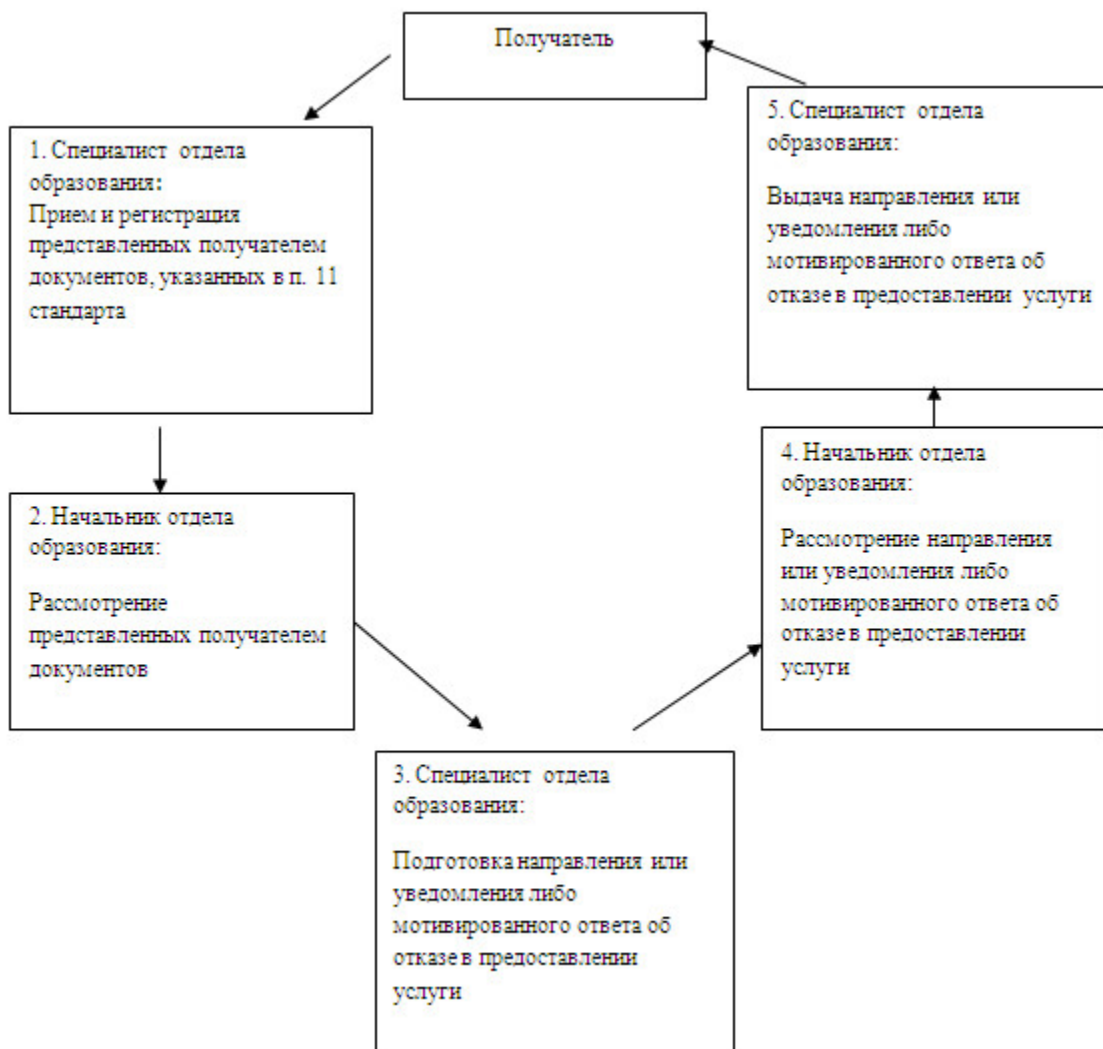 Получатель
1. Специалист отдела
образования:
Прием и регистрация
представленных получателем
документов, указанных в п. 11
стандарта
2. Начальник отдела
образования:
Рассмотрение
представленных получателем
документов
3. Специалист отдела
образования:
Подготовка направления или
уведомления либо
мотивированного ответа об
отказе в предоставлении
услуги
4. Начальник отдела
образования:
Рассмотрение направления
или уведомления либо
мотивированного ответа об
отказе в предоставлении
услуги
5. Специалист отдела
образования:
Выдача направления или
уведомления либо
мотивированного ответа об
отказе в предоставлении услуги